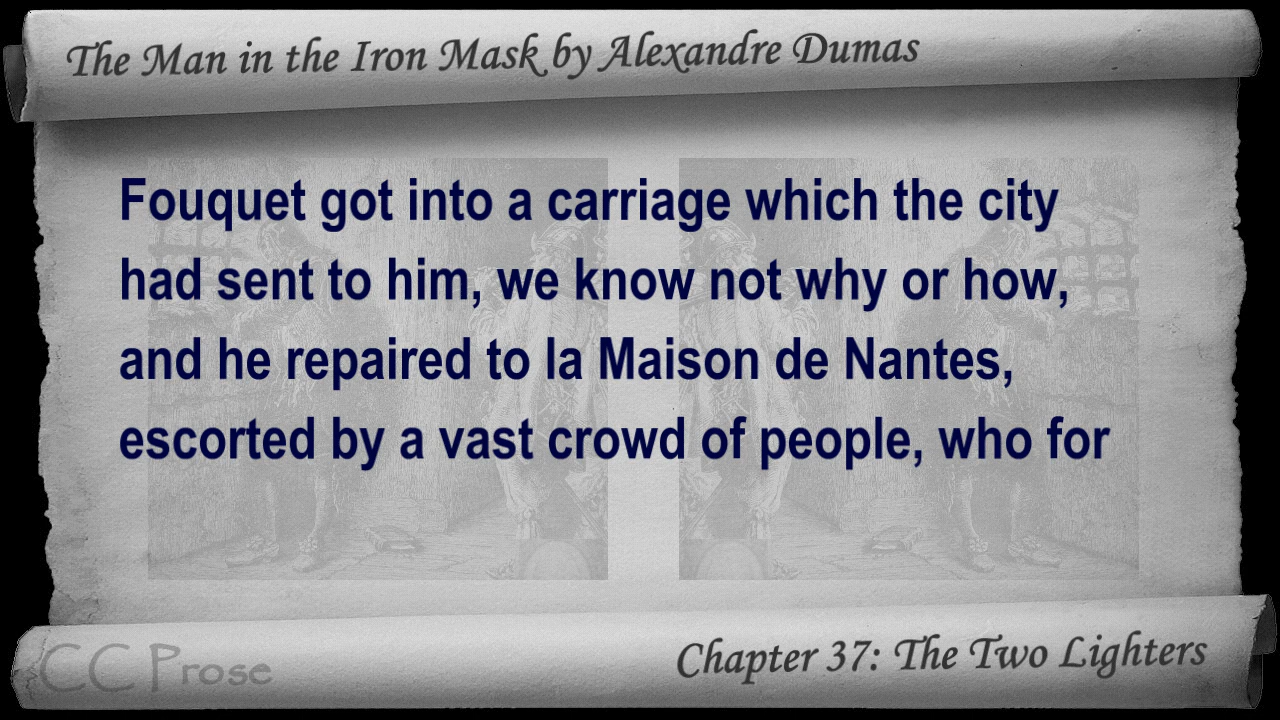 The Man in the Iron Mask by Alexandre Dumas
Fouquet got into a carriage which the city
had sent to him, we know not why or how,
and he repaired to la Maison de Nantes,
escorted by a vast crowd of people, who for
CC Prose
Chapter 37: The Two Lighters